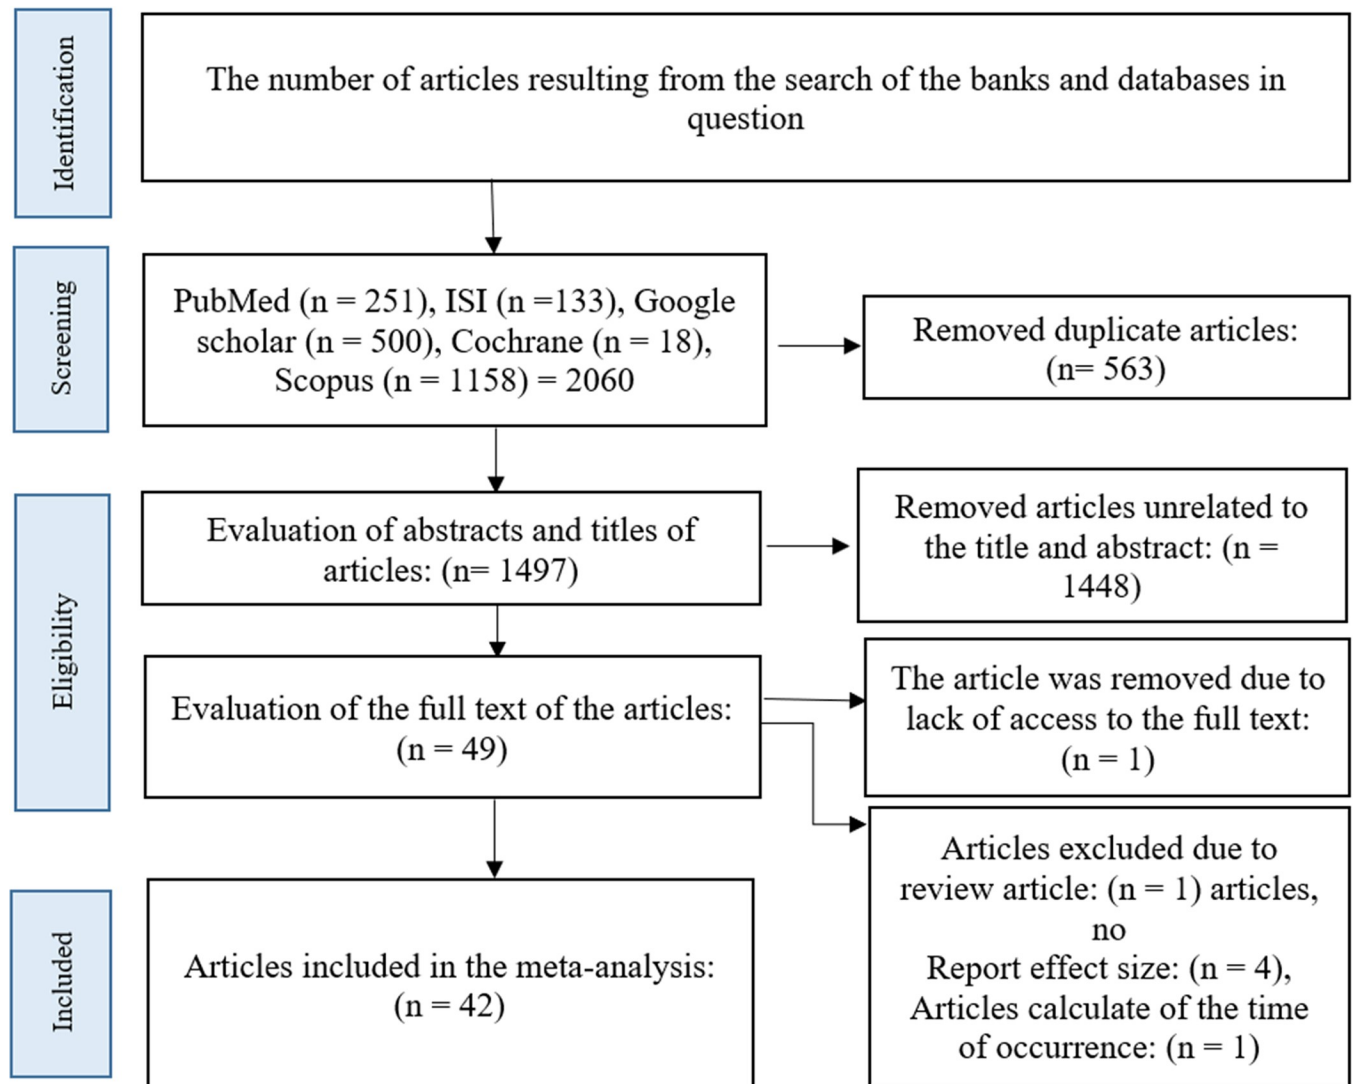 Identification
The number of articles resulting from the search of the banks and databases in
question
Screening
PubMed (n = 251), ISI (n =133), Google
scholar (n = 500), Cochrane (n = 18),
Scopus (n = 1158) = 2060
Removed duplicate articles:
(n= 563)
Eligibility
Evaluation of abstracts and titles of
articles: (n= 1497)
Removed articles unrelated to
the title and abstract: (n =
1448)
Evaluation of the full text of the articles:
(n = 49)
The article was removed due to
lack of access to the full text:
(n = 1)
Articles excluded due to
review article: (n = 1) articles,
no
Report effect size: (n = 4),
Articles calculate of the time
of occurrence: (n = 1)
Included
Articles included in the meta-analysis:
(n = 42)